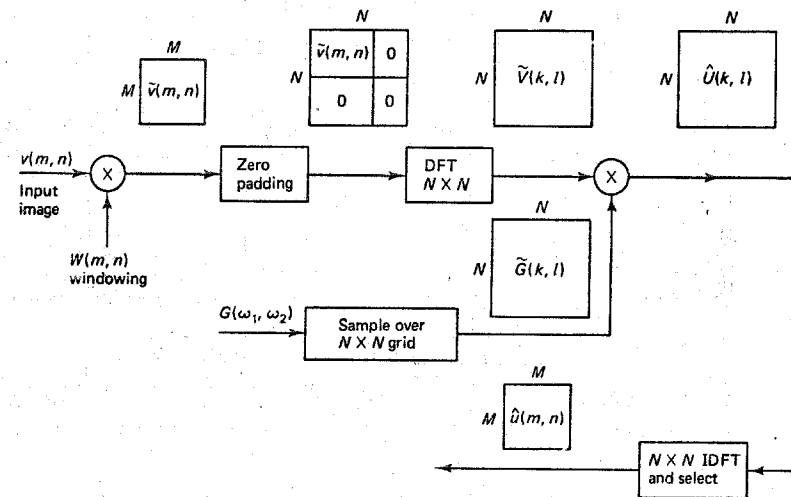 N
N
N
M
ṽ(m, n)
0
0
0
N
M
ṽ(m, n)
N
Ṽ(k, l)
N
Û(k, l)
v(m, n)
Input
image
×
Zero
padding
DFT
N × N
×
W(m, n)
windowing
N
N
G̃(k, l)
G(ω₁, ω₂)
Sample over
N × N grid
M
M
û(m, n)
N × N IDFT
and select